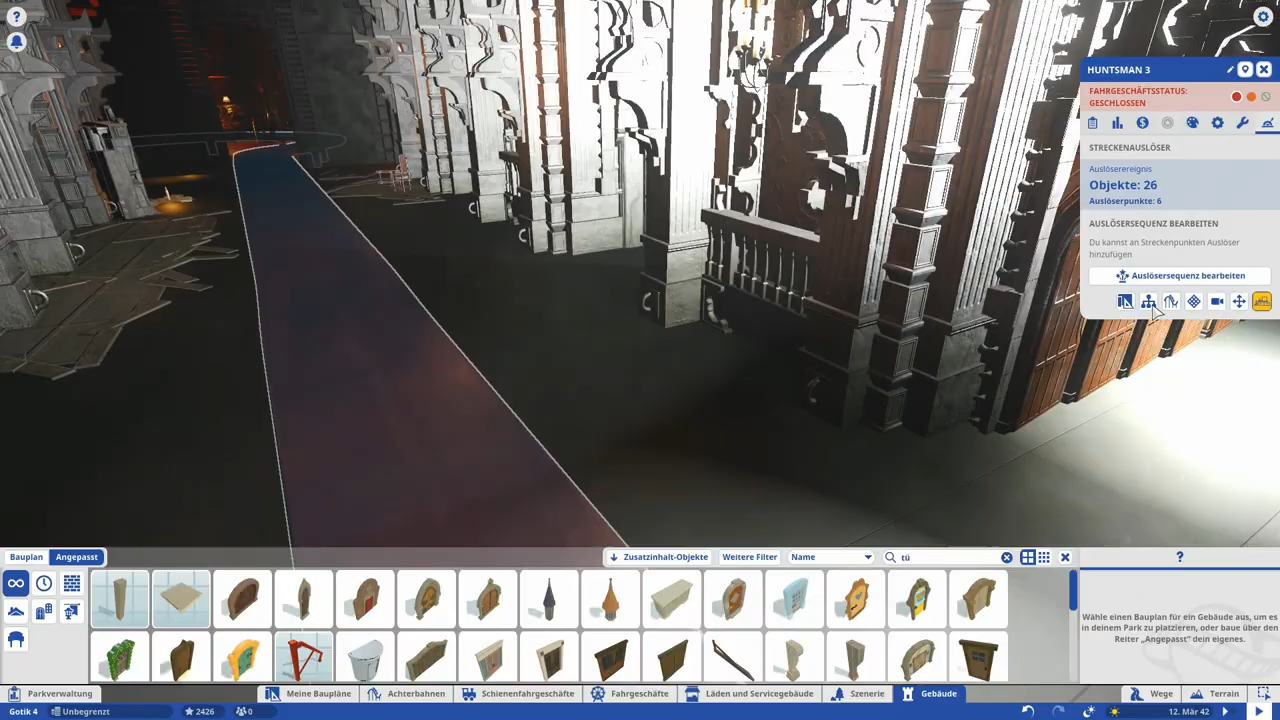 HUNTSMAN 3
FAHRGESCHÄFTSSTATUS:
GESCHLOSSEN
STRECKENAUSLÖSER
Auslöserereignis
Objekte: 26
Auslöserpunkte: 6
AUSLÖSERSEQUENZ BEARBEITEN
Du kannst an Streckenpunkten Auslöser
hinzufügen
Auslösersequenz bearbeiten
Bauplan
Angepasst
Zusatzinhalt-Objekte
Weitere Filter
Name
tü
?
Wähle einen Bauplan für ein Gebäude aus, um es
in deinem Park zu platzieren, oder baue über den
Reiter „Angepasst“ dein eigenes.
Parkverwaltung
Meine Baupläne
Achterbahnen
Schienenfahrgeschäfte
Fahrgeschäfte
Läden und Servicegebäude
Szenerie
Gebäude
Wege
Terrain
Gotik 4
Unbegrenzt
2426
0
12. Mär 42